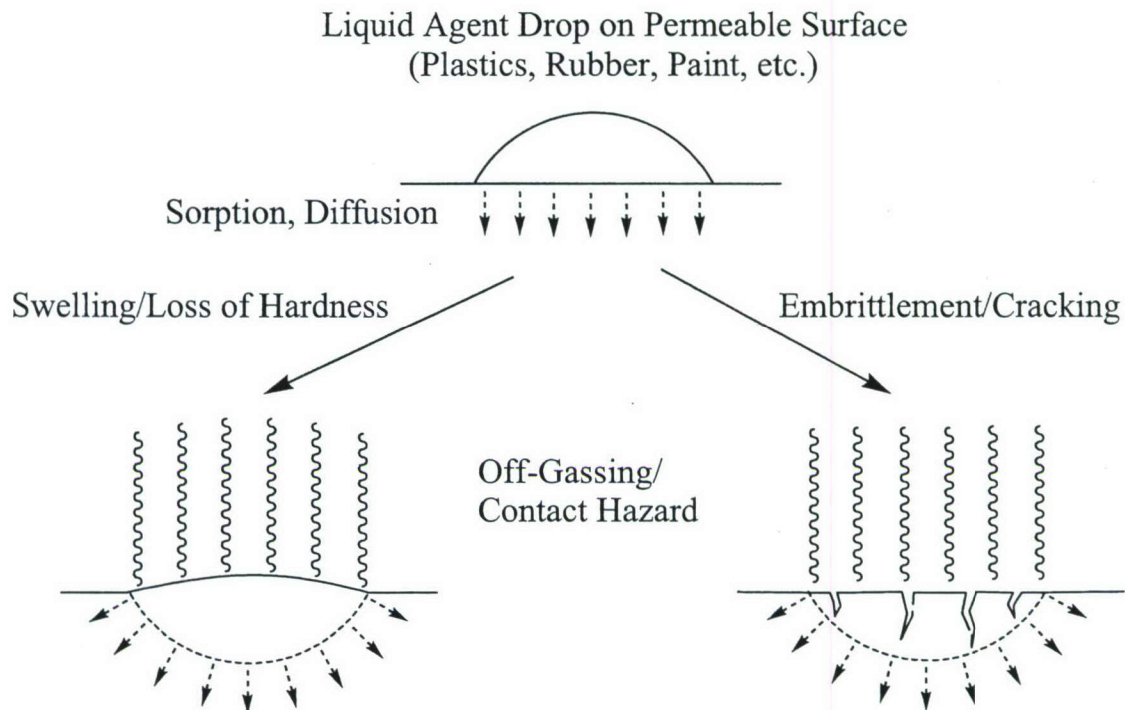 Liquid Agent Drop on Permeable Surface
(Plastics, Rubber, Paint, etc.)
Sorption, Diffusion
Swelling/Loss of Hardness
Embrittlement/Cracking
Off-Gassing/
Contact Hazard